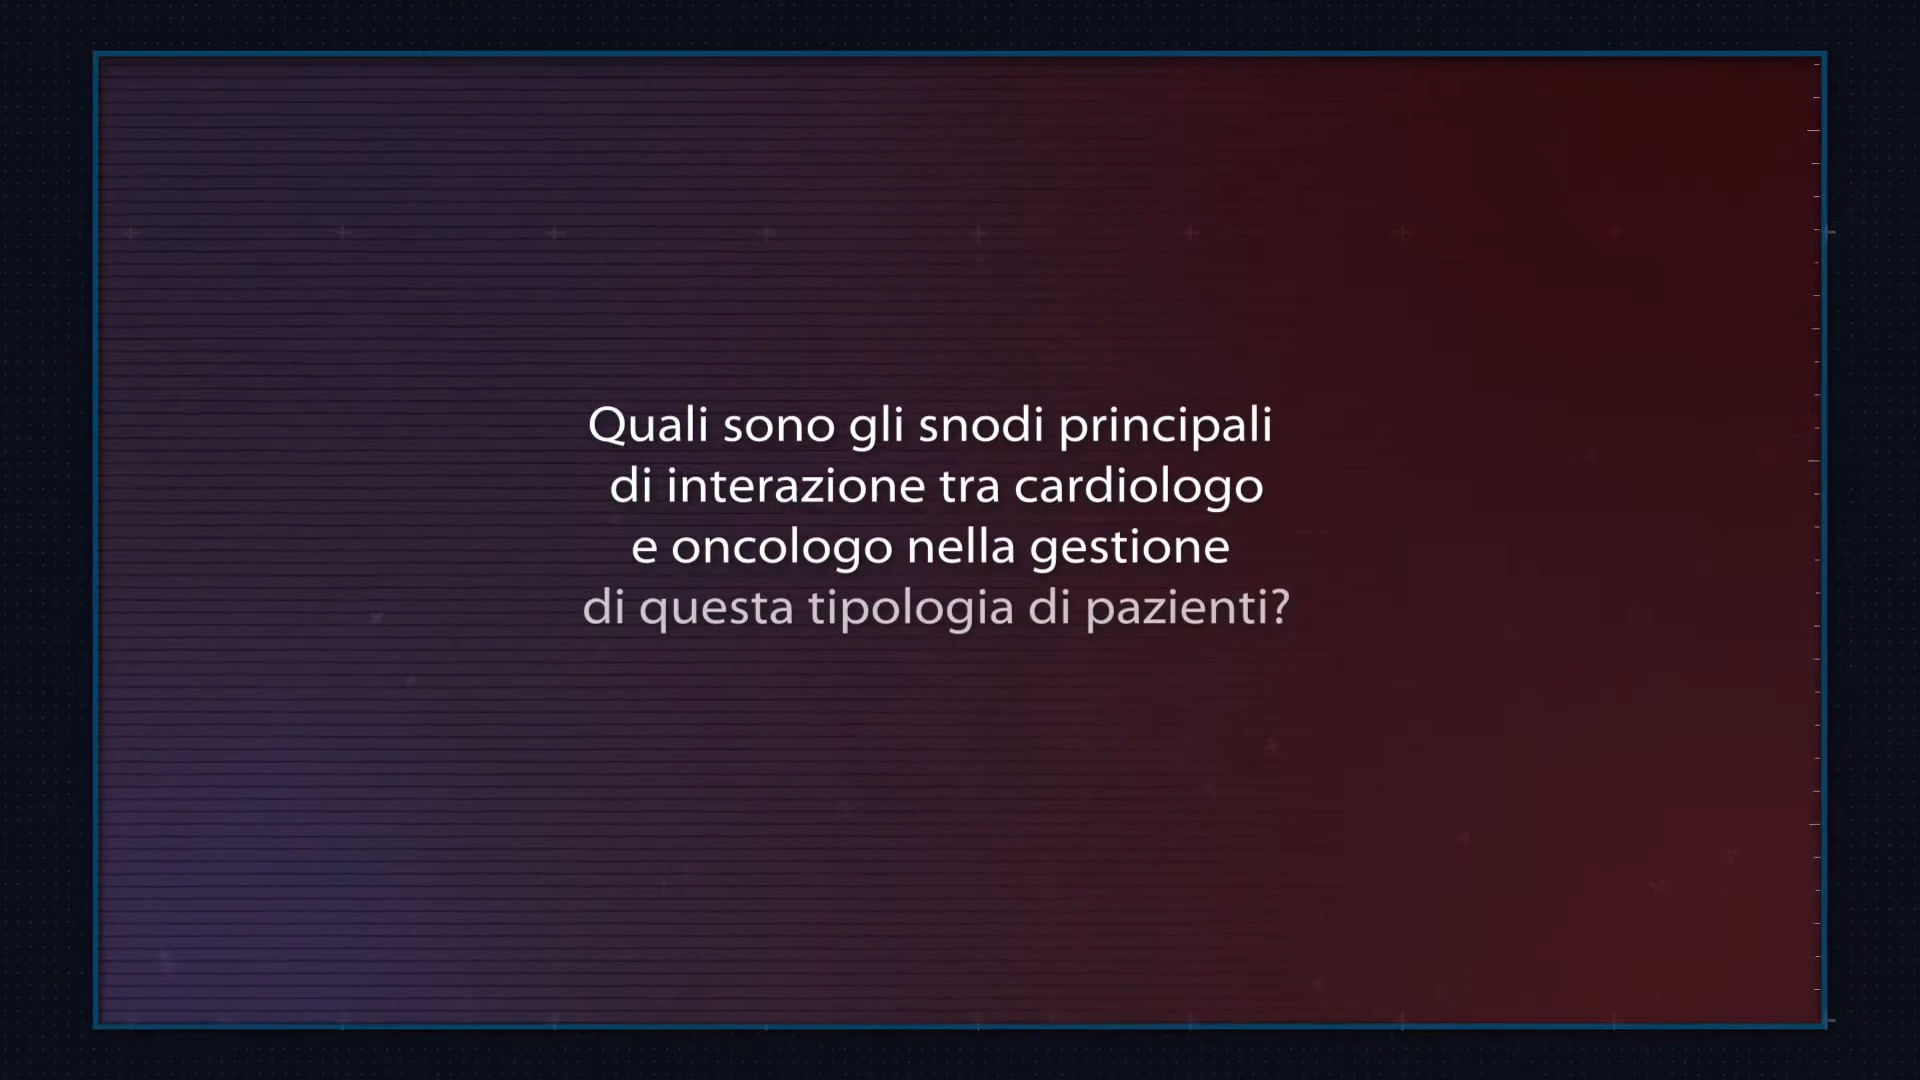 Quali sono gli snodi principali
di interazione tra cardiologo
e oncologo nella gestione
di questa tipologia di pazienti?